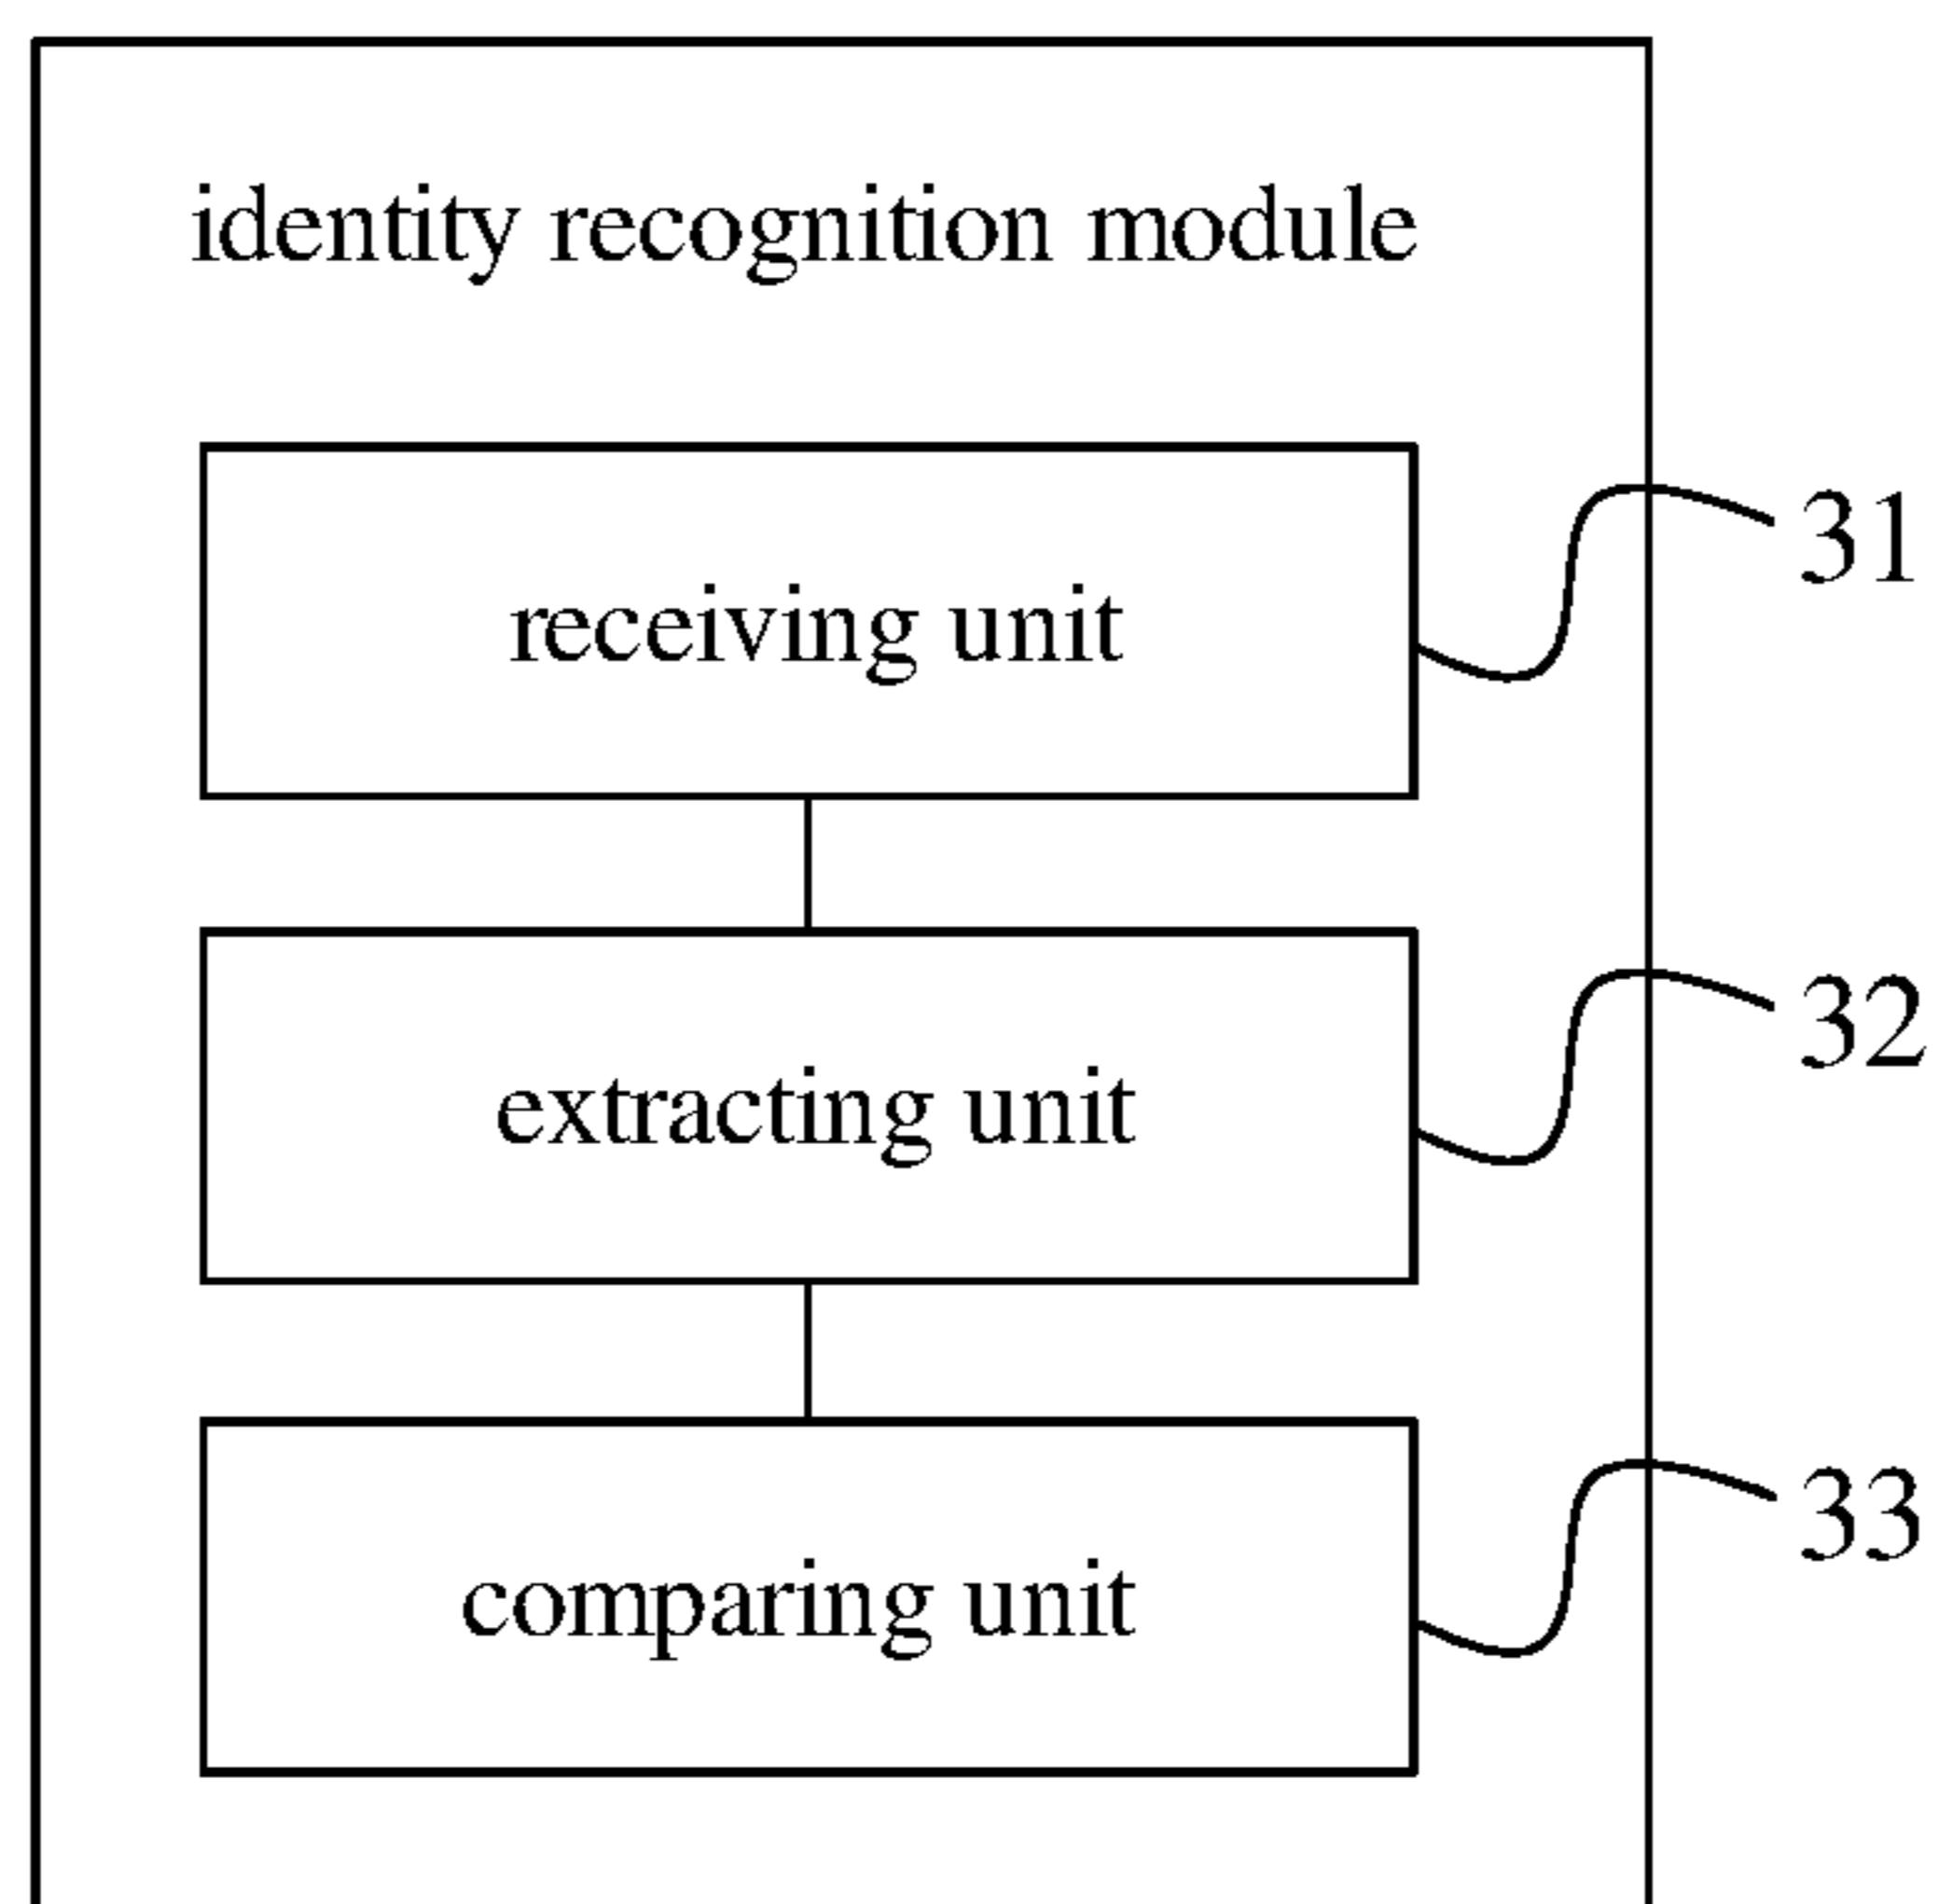 identity recognition module
receiving unit
31
extracting unit
32
comparing unit
33